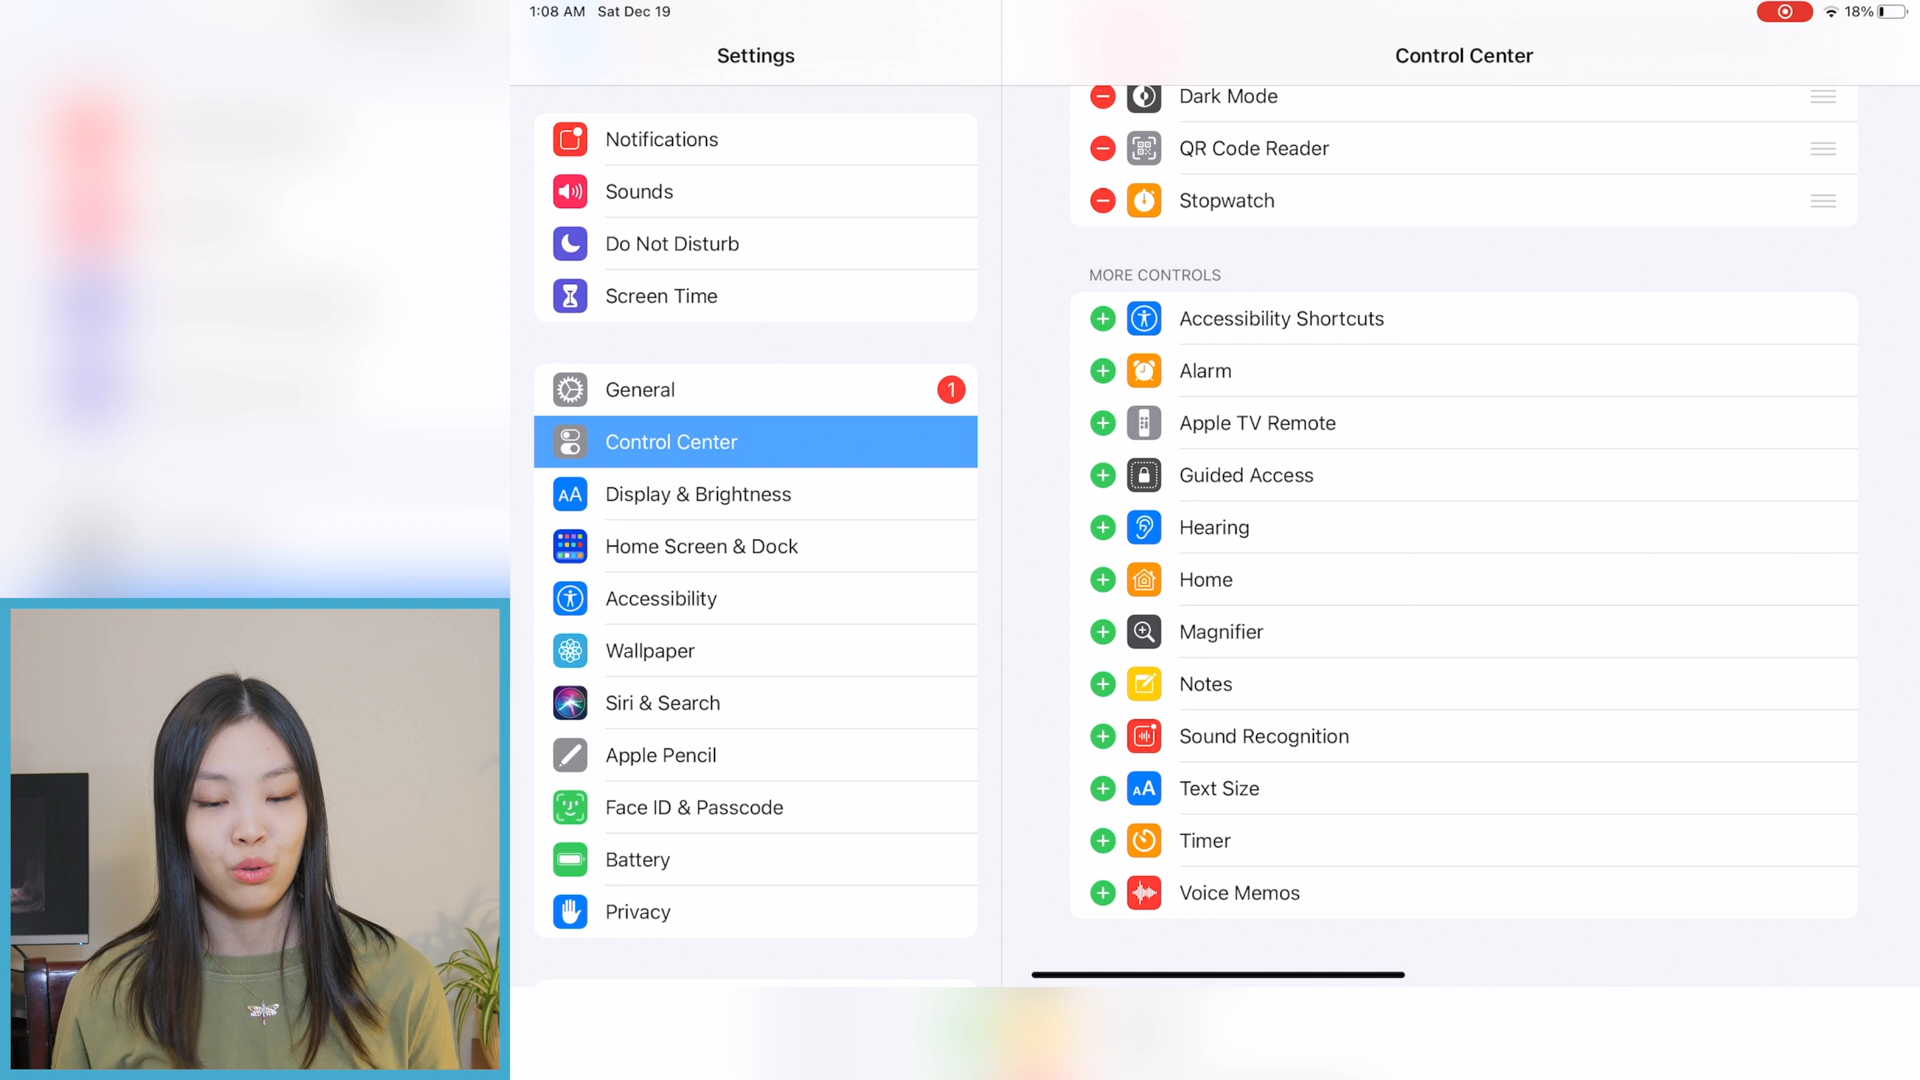 1:08 AM Sat Dec 19
18%
Settings
Notifications
Sounds
Do Not Disturb
Screen Time
General
1
Control Center
Display & Brightness
Home Screen & Dock
Accessibility
Wallpaper
Siri & Search
Apple Pencil
Face ID & Passcode
Battery
Privacy
Control Center
Dark Mode
QR Code Reader
Stopwatch
MORE CONTROLS
Accessibility Shortcuts
Alarm
Apple TV Remote
Guided Access
Hearing
Home
Magnifier
Notes
Sound Recognition
Text Size
Timer
Voice Memos